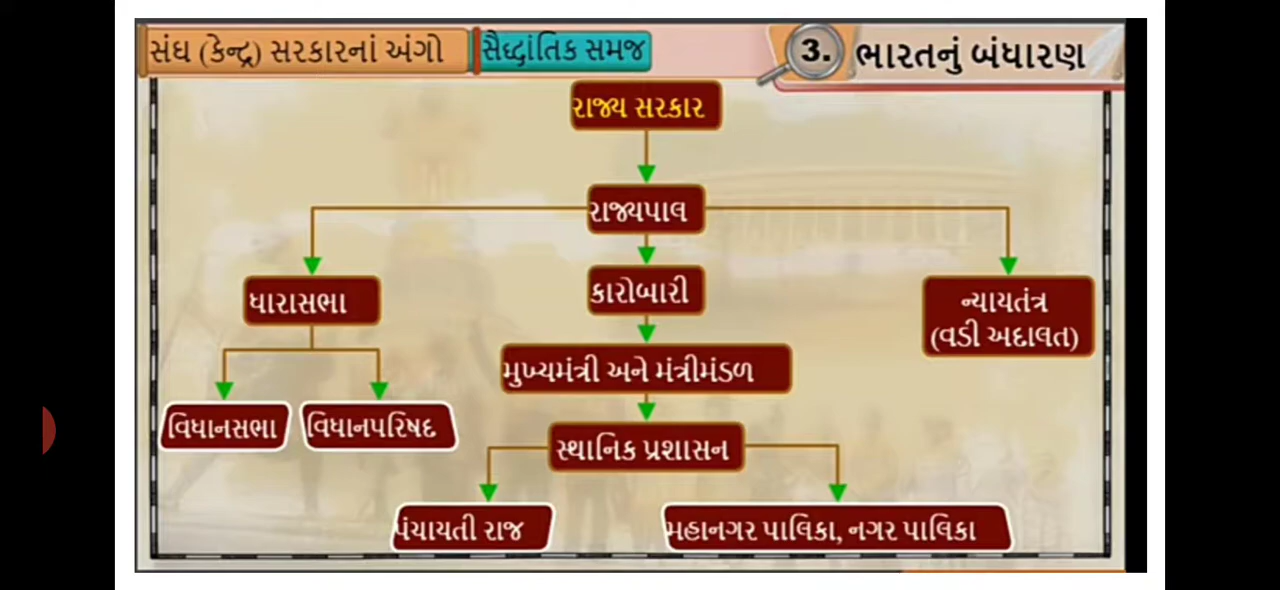 સંઘ (કેન્દ્ર) સરકારનાં અંગો
સૈદ્ધાંતિક સમજ
3. ભારતનું બંધારણ
રાજ્ય સરકાર
રાજ્યપાલ
ધારાસભા
કારોબારી
ન્યાયતંત્ર
(વડી અદાલત)
મુખ્યમંત્રી અને મંત્રીમંડળ
વિધાનસભા
વિધાનપરિષદ
સ્થાનિક પ્રશાસન
પંચાયતી રાજ
મહાનગર પાલિકા, નગર પાલિકા